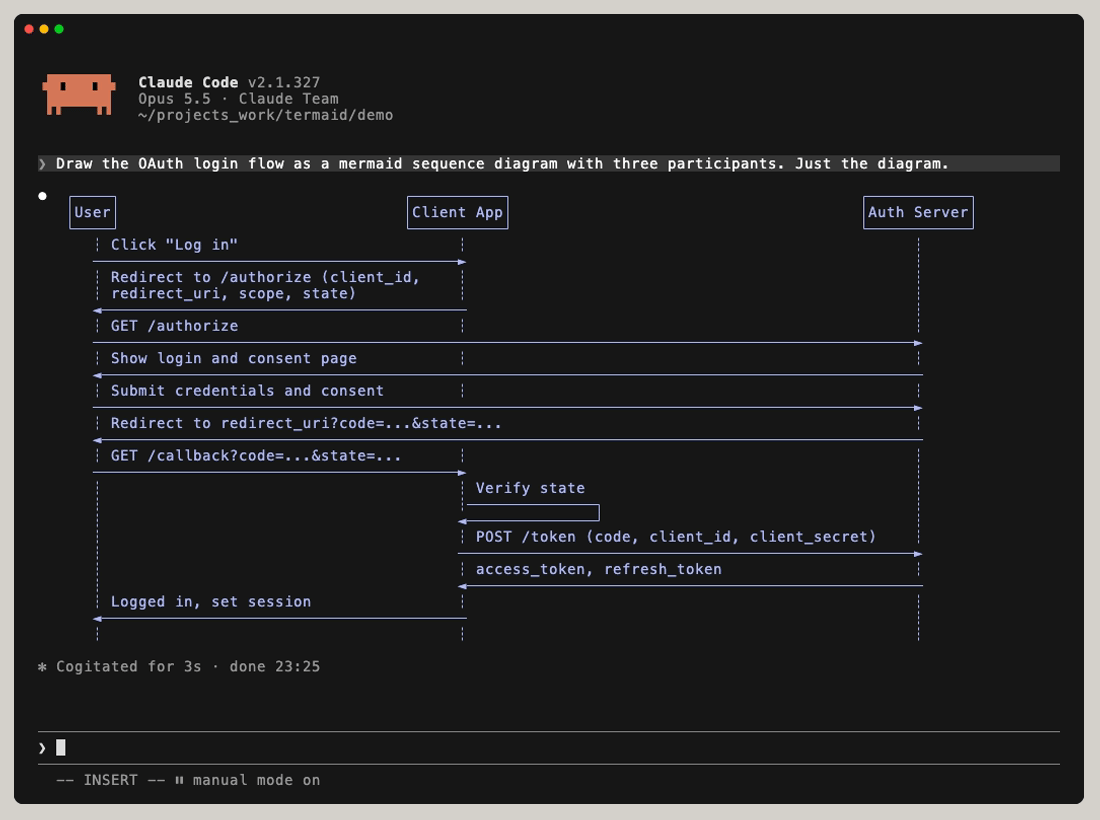 Claude Code v2.1.327
Opus 5.5 · Claude Team
~/projects_work/termaid/demo
❯ Draw the OAuth login flow as a mermaid sequence diagram with three participants. Just the diagram.
User
Client App
Auth Server
Click "Log in"
Redirect to /authorize (client_id,
redirect_uri, scope, state)
GET /authorize
Show login and consent page
Submit credentials and consent
Redirect to redirect_uri?code=...&state=...
GET /callback?code=...&state=...
Verify state
POST /token (code, client_id, client_secret)
access_token, refresh_token
Logged in, set session
✻ Cogitated for 3s · done 23:25
❯
-- INSERT -- ⏸ manual mode on